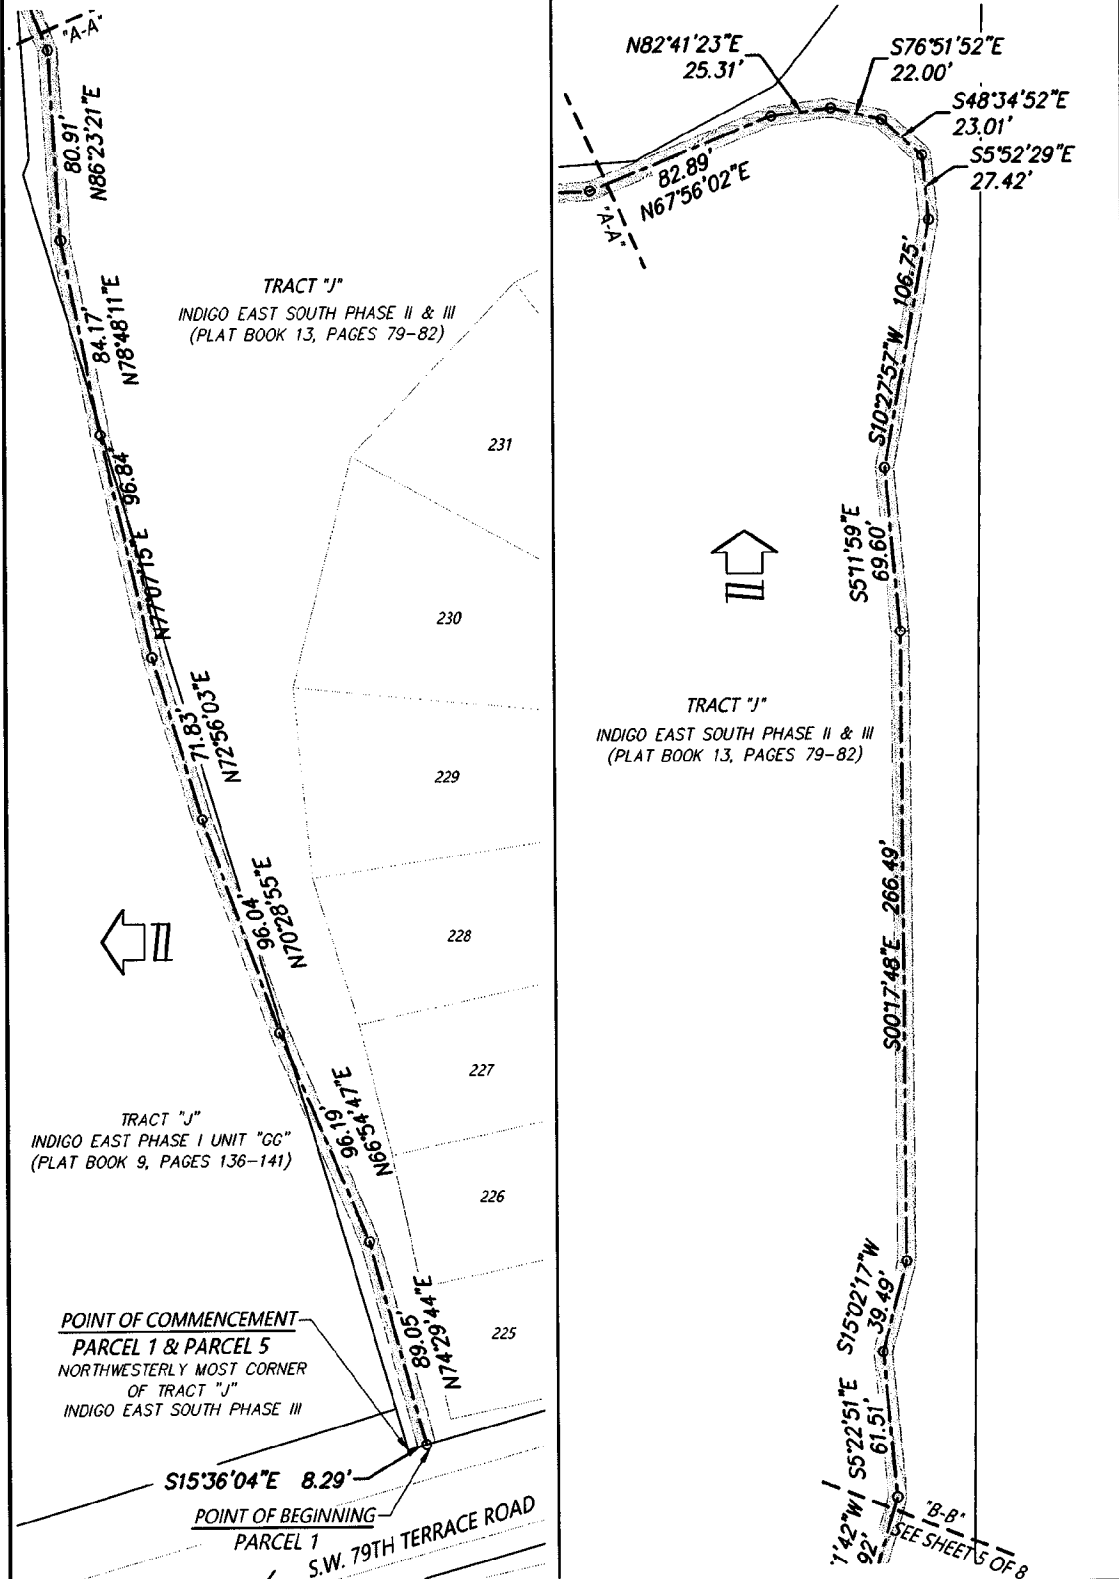 "A-A"
80.91'
N86°23'21"E
84.17'
N78°48'11"E
TRACT "J"
INDIGO EAST SOUTH PHASE II & III
(PLAT BOOK 13, PAGES 79-82)
231
96.84'
N77°07'15"E
230
71.83'
N72°56'03"E
229
96.04'
N70°28'55"E
228
227
96.19'
N66°54'47"E
TRACT "J"
INDIGO EAST PHASE I UNIT "GG"
(PLAT BOOK 9, PAGES 136-141)
226
89.05'
N74°29'44"E
225
POINT OF COMMENCEMENT
PARCEL 1 & PARCEL 5
NORTHWESTERLY MOST CORNER
OF TRACT "J"
INDIGO EAST SOUTH PHASE III
S15°36'04"E 8.29'
POINT OF BEGINNING
PARCEL 1
S.W. 79TH TERRACE ROAD
N82°41'23"E
25.31'
S76°51'52"E
22.00'
S48°34'52"E
23.01'
S5°52'29"E
27.42'
82.89'
N67°56'02"E
"A-A"
S10°27'57"W 106.75'
S5°11'59"E
69.60'
TRACT "J"
INDIGO EAST SOUTH PHASE II & III
(PLAT BOOK 13, PAGES 79-82)
S00°17'48"E 266.49'
S15°02'17"W
39.49'
S5°22'51"E
61.51'
1'42"W
92'
"B-B"
SEE SHEET 5 OF 8